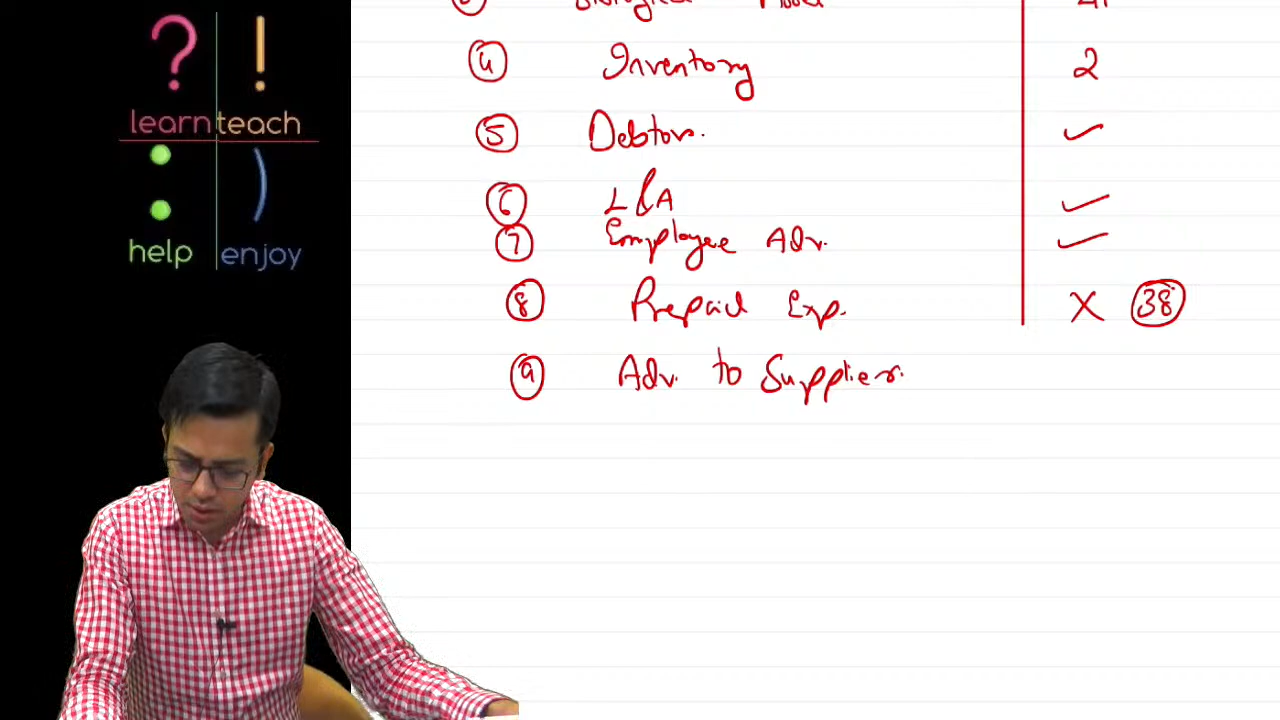 ? !
learn teach
: )
help enjoy
④ Inventory 2
⑤ Debtors. ✓
⑥ L&A ✓
⑦ Employee Adv. ✓
⑧ Prepaid Exp. X 38
⑨ Adv. to Supplier.